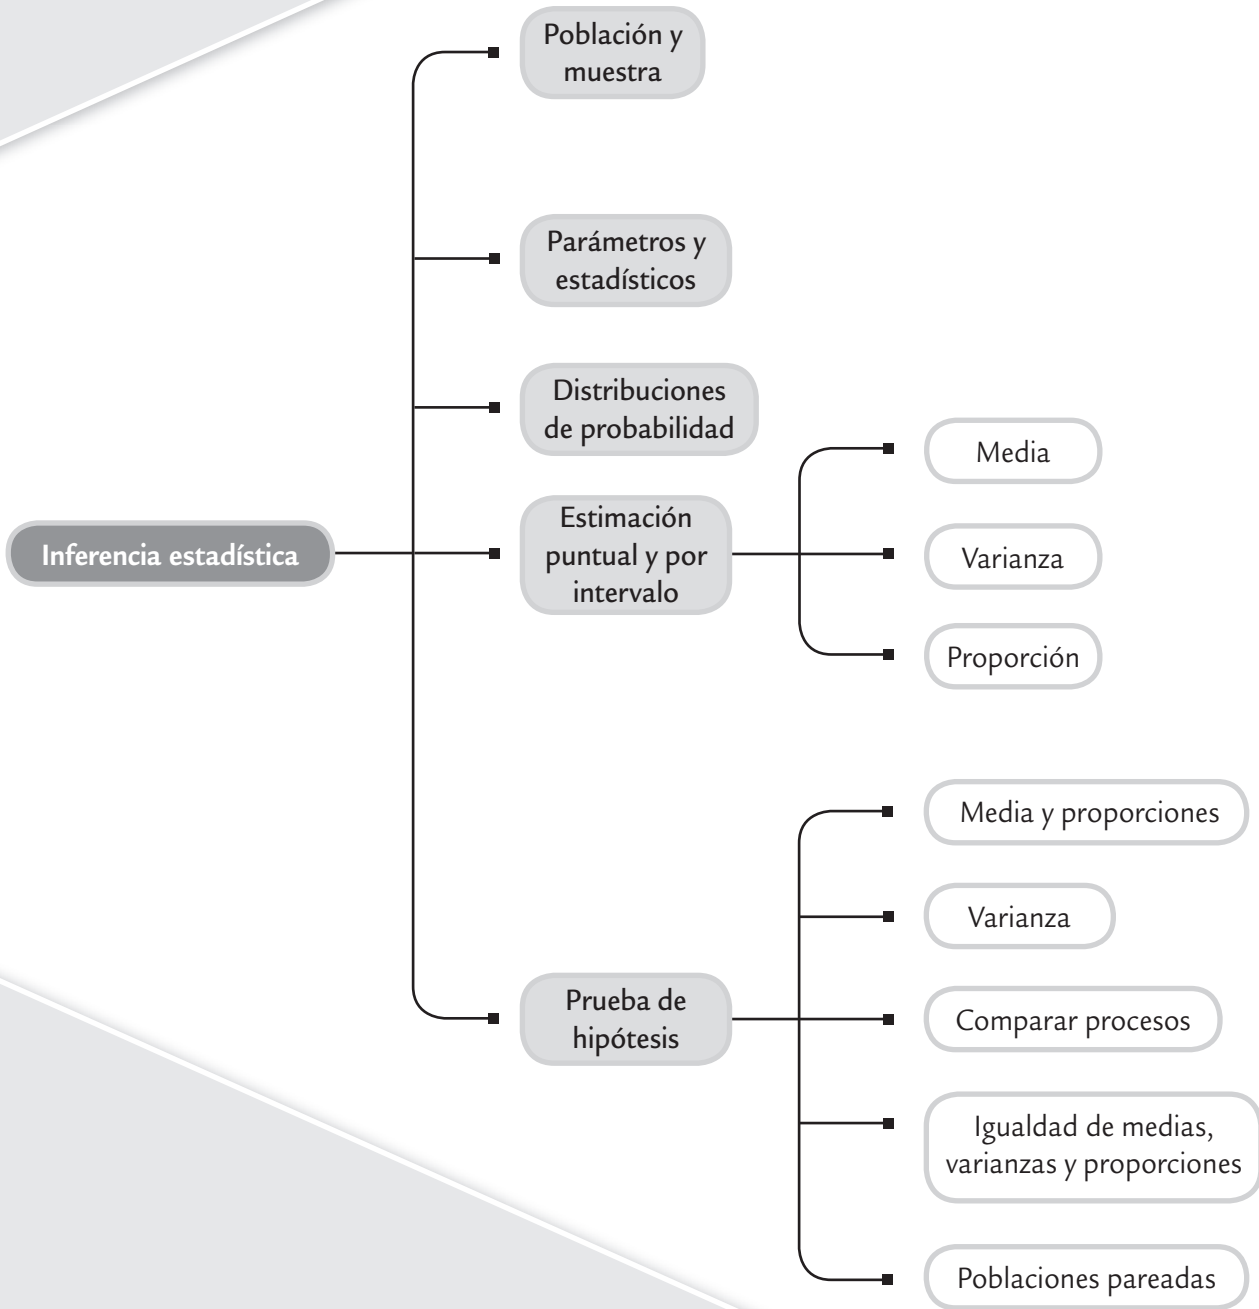 Población y
muestra
Parámetros y
estadísticos
Distribuciones
de probabilidad
Inferencia estadística
Estimación
puntual y por
intervalo
Media
Varianza
Proporción
Prueba de
hipótesis
Media y proporciones
Varianza
Comparar procesos
Igualdad de medias,
varianzas y proporciones
Poblaciones pareadas